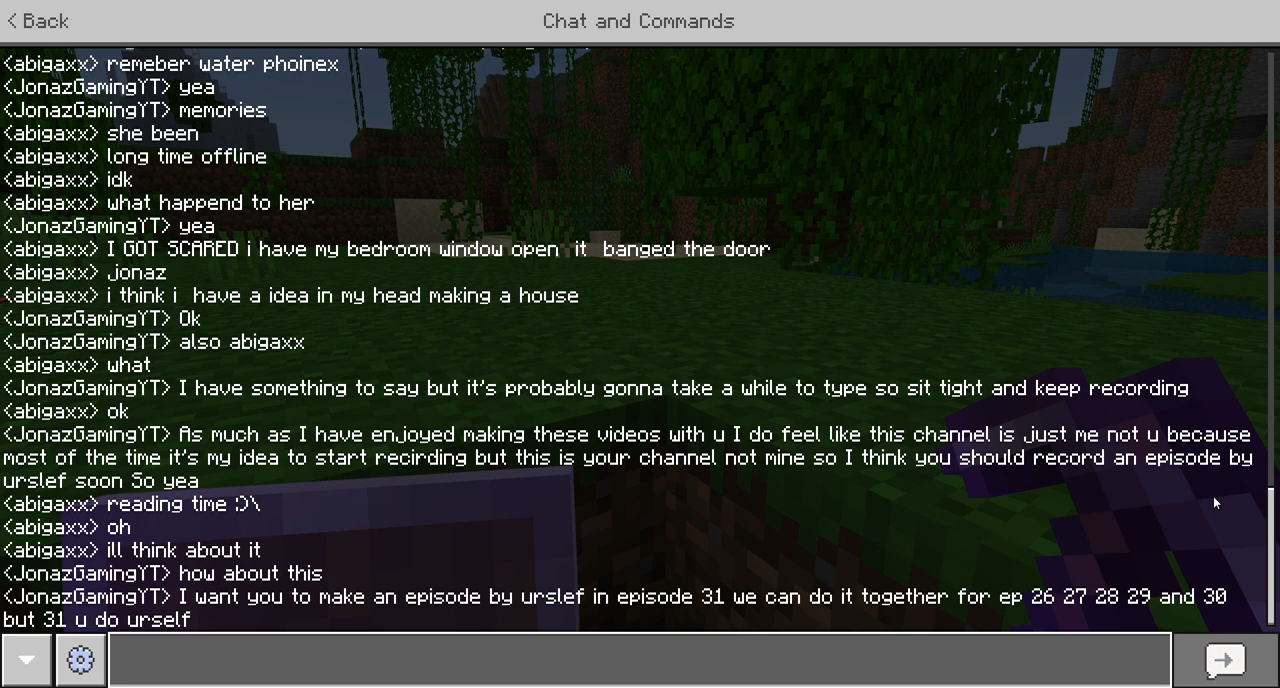 < Back
Chat and Commands
<abigaxx> remeber water phoinex
<JonazGamingYT> yea
<JonazGamingYT> memories
<abigaxx> she been
<abigaxx> long time offline
<abigaxx> idk
<abigaxx> what happend to her
<JonazGamingYT> yea
<abigaxx> I GOT SCARED i have my bedroom window open  it  banged the door
<abigaxx> jonaz
<abigaxx> i think i  have a idea in my head making a house
<JonazGamingYT> Ok
<JonazGamingYT> also abigaxx
<abigaxx> what
<JonazGamingYT> I have something to say but it's probably gonna take a while to type so sit tight and keep recording
<abigaxx> ok
<JonazGamingYT> As much as I have enjoyed making these videos with u I do feel like this channel is just me not u because
most of the time it's my idea to start recirding but this is your channel not mine so I think you should record an episode by
urslef soon So yea
<abigaxx> reading time :)\
<abigaxx> oh
<abigaxx> ill think about it
<JonazGamingYT> how about this
<JonazGamingYT> I want you to make an episode by urslef in episode 31 we can do it together for ep 26 27 28 29 and 30
but 31 u do urself